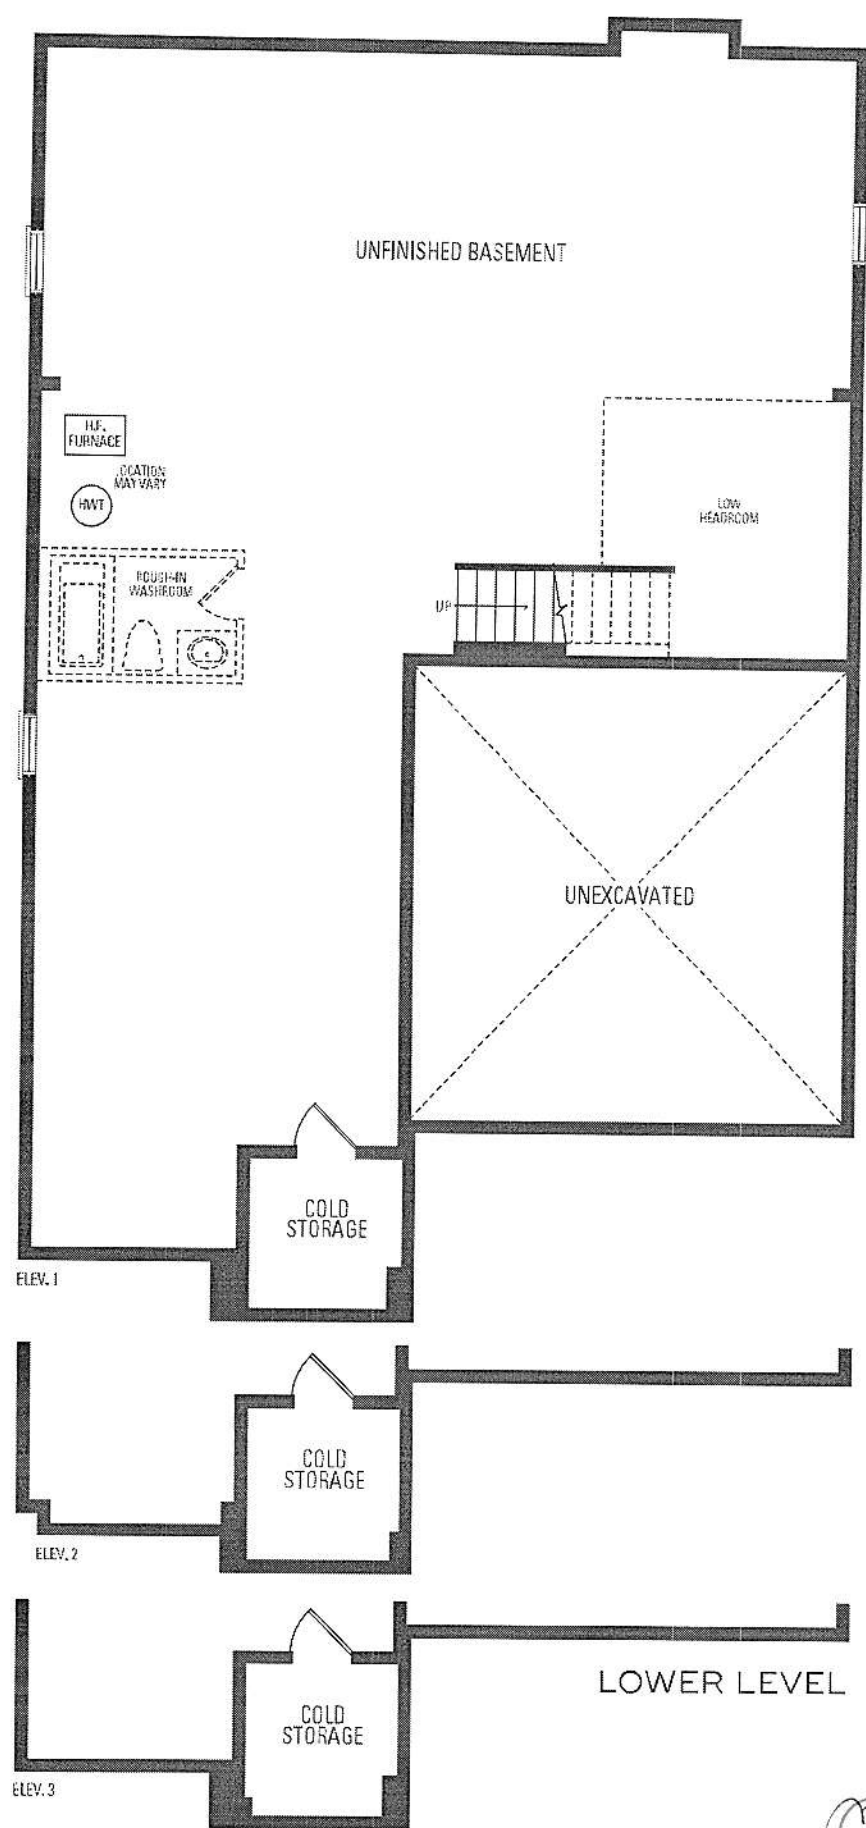 UNFINISHED BASEMENT
H.F.
FURNACE
LOCATION
MAY VARY
HWT
LOW
HEADROOM
ROUGH-IN
WASHROOM
UP
UNEXCAVATED
COLD
STORAGE
ELEV. 1
COLD
STORAGE
ELEV. 2
COLD
STORAGE
ELEV. 3
LOWER LEVEL